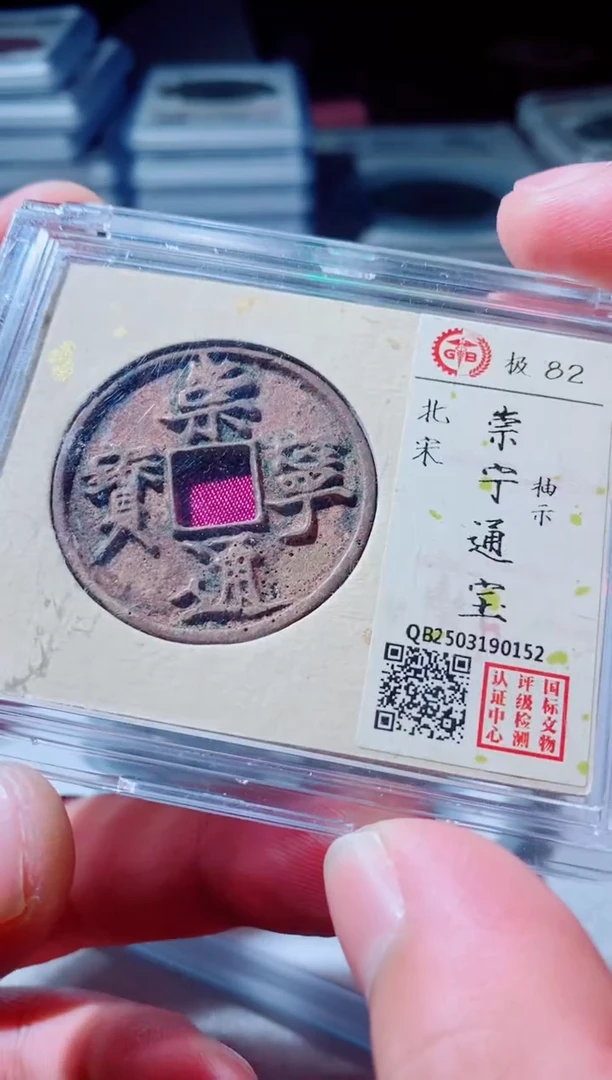 崇
寧
通
寶
GB
极 82
北宋
崇宁通宝
抽示
QB2503190152
国标文物
评级检测
认证中心